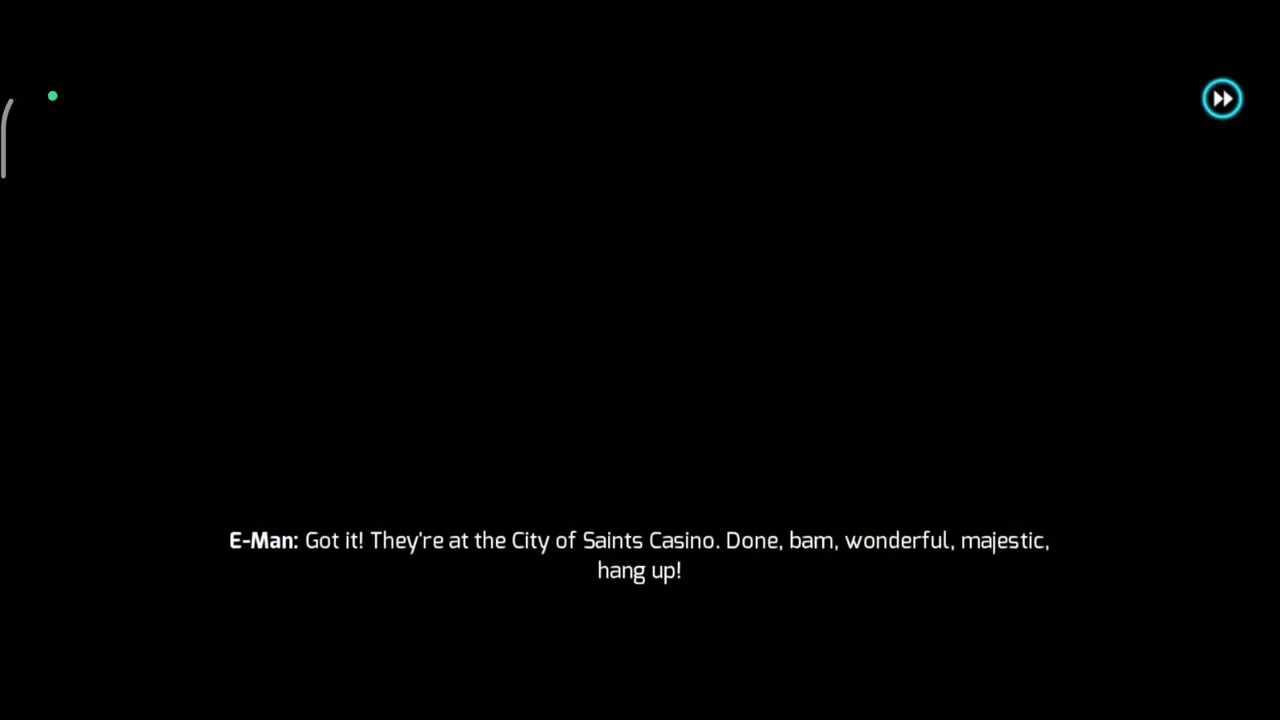 E-Man: Got it! They're at the City of Saints Casino. Done, bam, wonderful, majestic,
hang up!